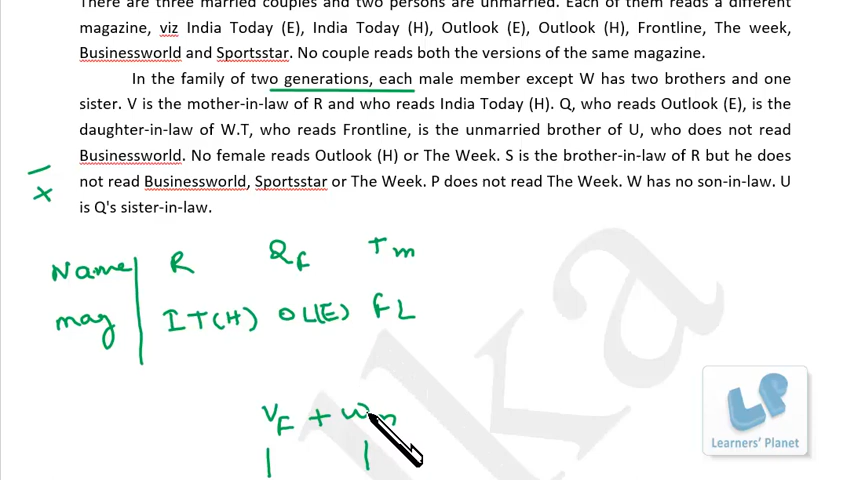 There are three married couples and two persons are unmarried. Each of them reads a different
magazine, viz India Today (E), India Today (H), Outlook (E), Outlook (H), Frontline, The week,
Businessworld and Sportsstar. No couple reads both the versions of the same magazine.
In the family of two generations, each male member except W has two brothers and one
sister. V is the mother-in-law of R and who reads India Today (H). Q, who reads Outlook (E), is the
daughter-in-law of W.T, who reads Frontline, is the unmarried brother of U, who does not read
Businessworld. No female reads Outlook (H) or The Week. S is the brother-in-law of R but he does
not read Businessworld, Sportsstar or The Week. P does not read The Week. W has no son-in-law. U
is Q's sister-in-law.
x
Name R QF Tm
mag IT(H) OL(E) FL
VF + Wm
LP
Learners' Planet